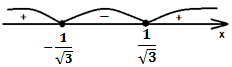 + − + x
-1/√3 1/√3